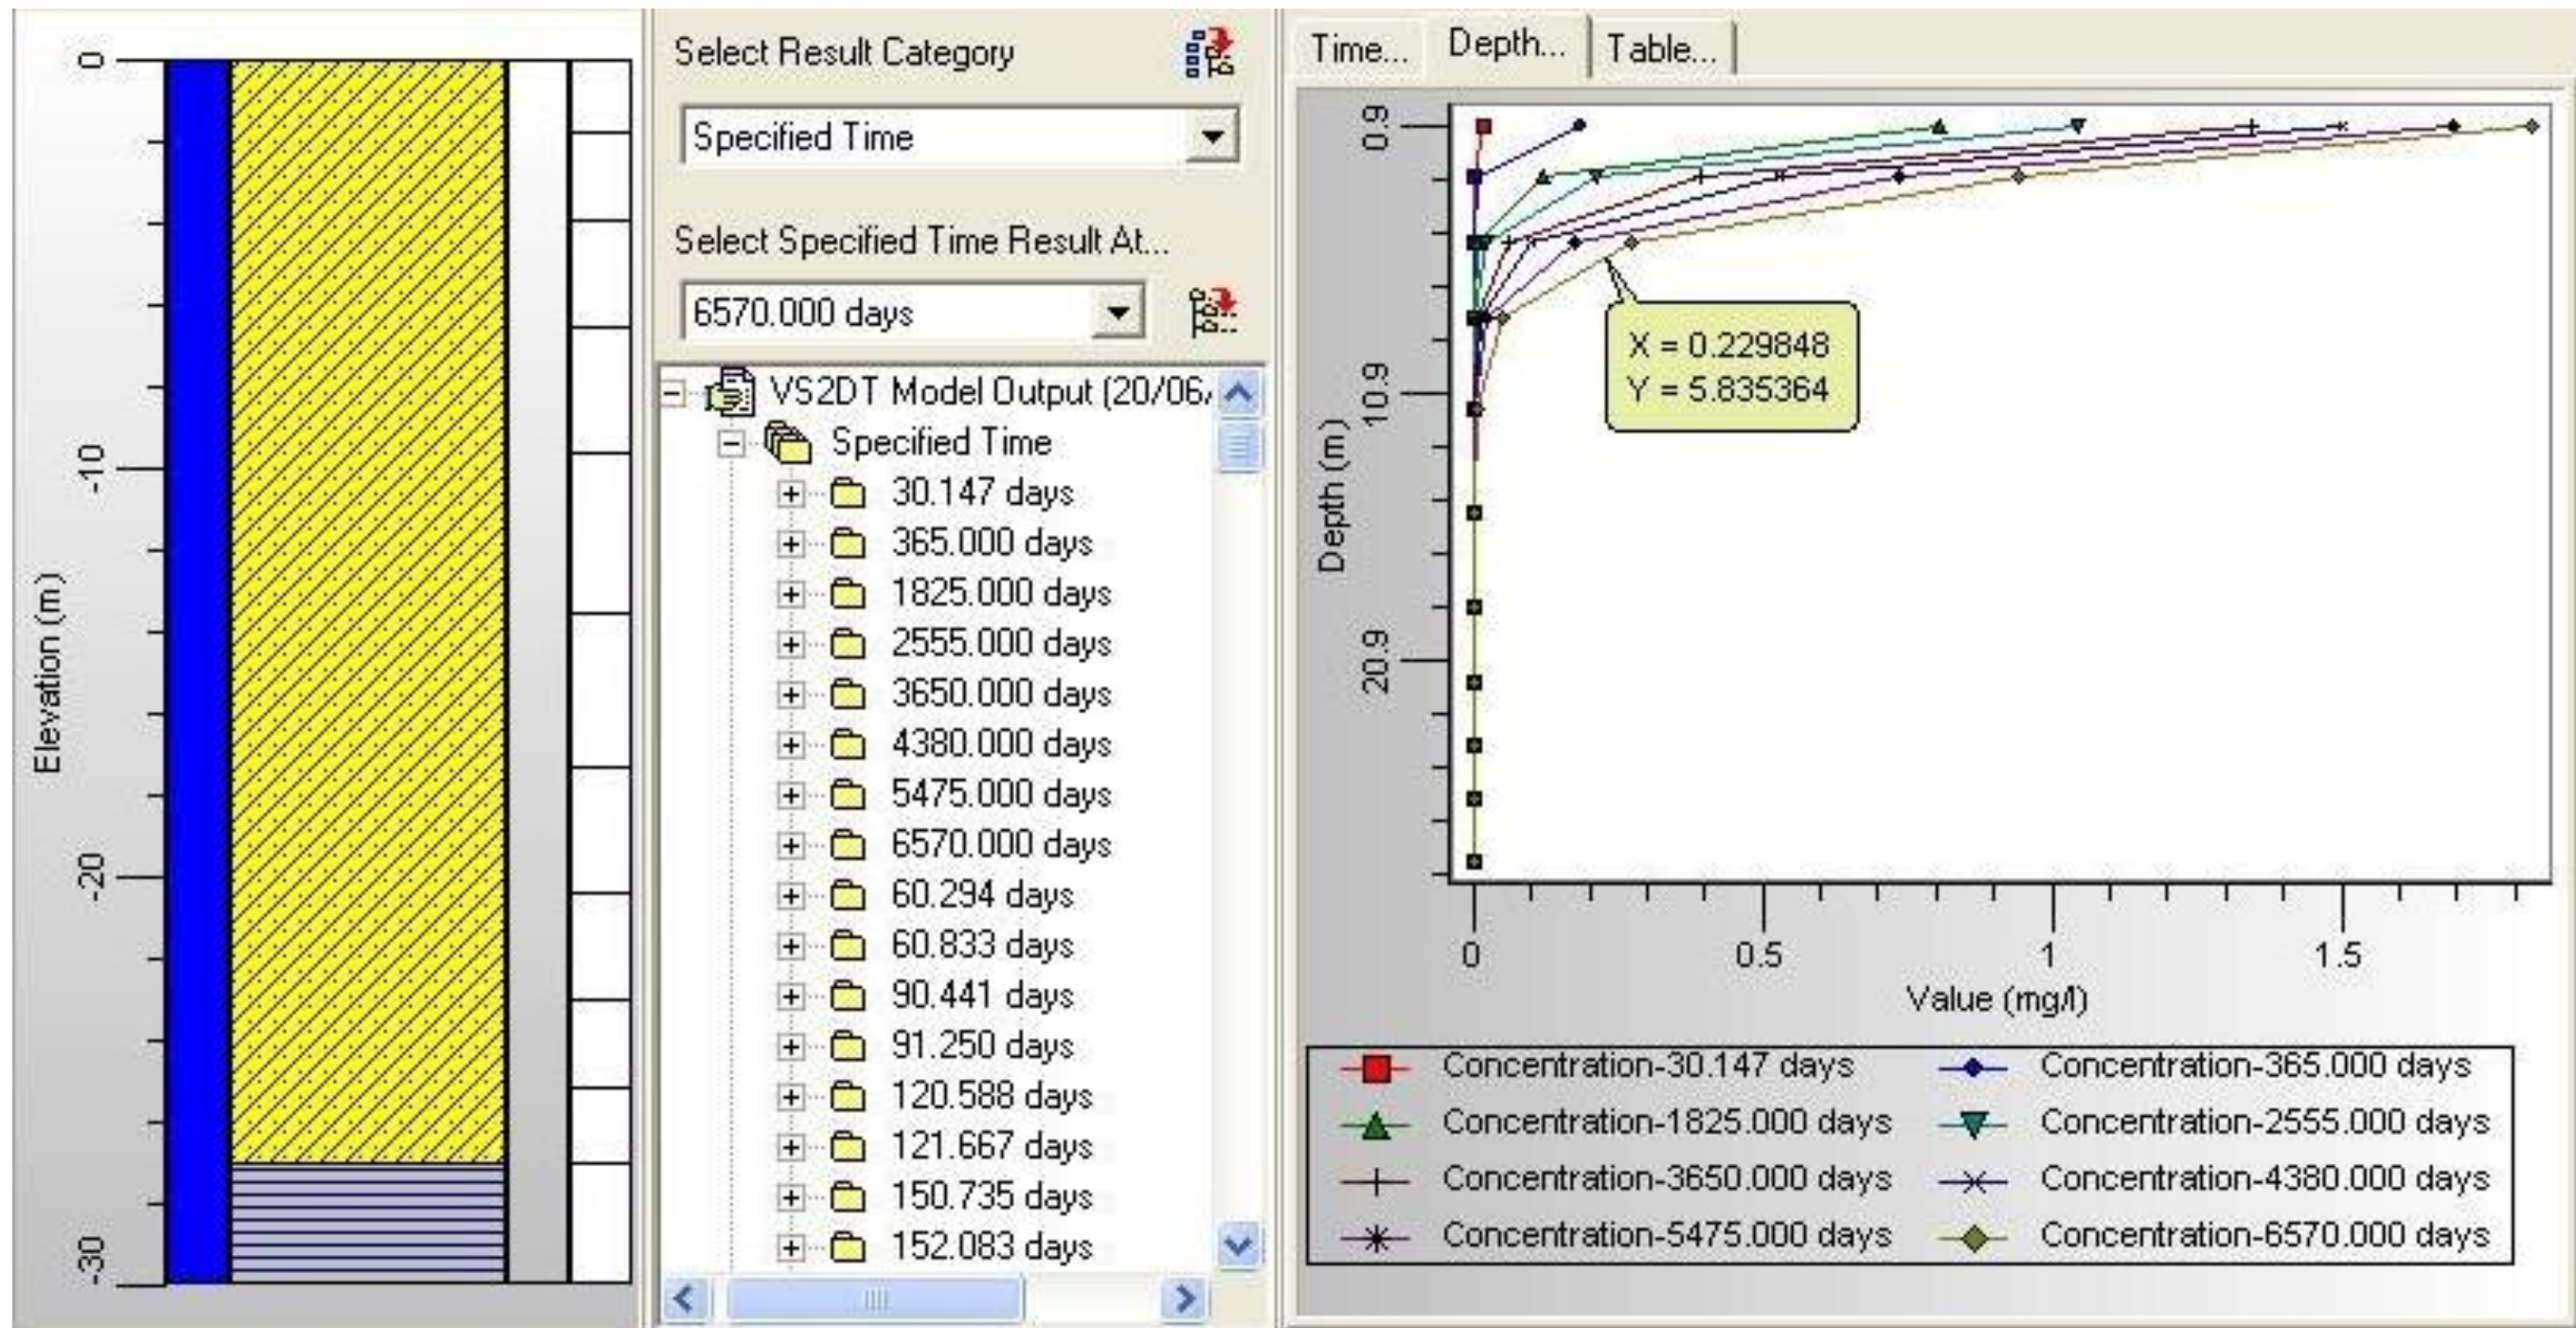 0
-10
-20
-30
Elevation (m)
Select Result Category
Specified Time
Select Specified Time Result At...
6570.000 days
VS2DT Model Output (20/06/
Specified Time
30.147 days
365.000 days
1825.000 days
2555.000 days
3650.000 days
4380.000 days
5475.000 days
6570.000 days
60.294 days
60.833 days
90.441 days
91.250 days
120.588 days
121.667 days
150.735 days
152.083 days
Time... Depth... Table...
0.9
10.9
20.9
Depth (m)
X = 0.229848
Y = 5.835364
0 0.5 1 1.5
Value (mg/l)
Concentration-30.147 days Concentration-365.000 days
Concentration-1825.000 days Concentration-2555.000 days
Concentration-3650.000 days Concentration-4380.000 days
Concentration-5475.000 days Concentration-6570.000 days